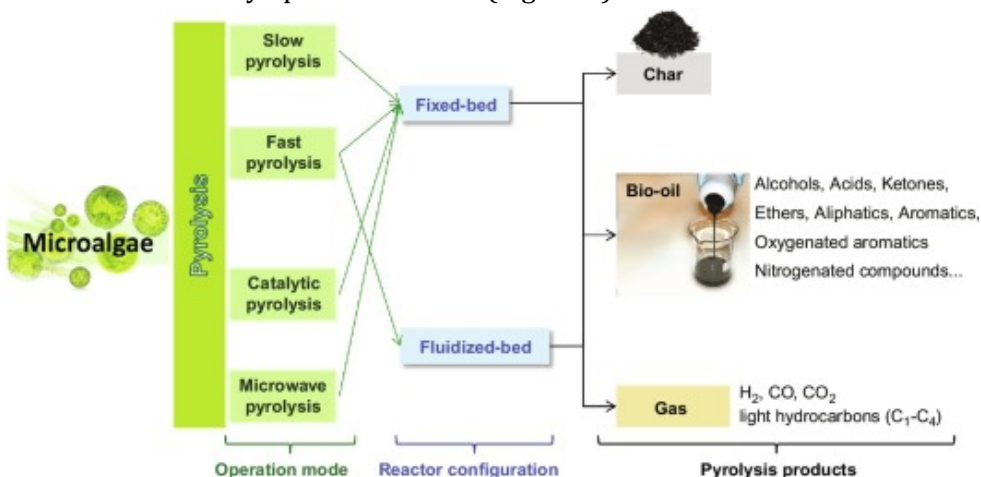 Slow
pyrolysis
Fast
pyrolysis
Catalytic
pyrolysis
Microwave
pyrolysis
Microalgae
Pyrolysis
Fixed-bed
Fluidized-bed
Char
Bio-oil
Alcohols, Acids, Ketones,
Ethers, Aliphatics, Aromatics,
Oxygenated aromatics
Nitrogenated compounds...
Gas
H₂, CO, CO₂
light hydrocarbons (C₁-C₄)
Operation mode
Reactor configuration
Pyrolysis products